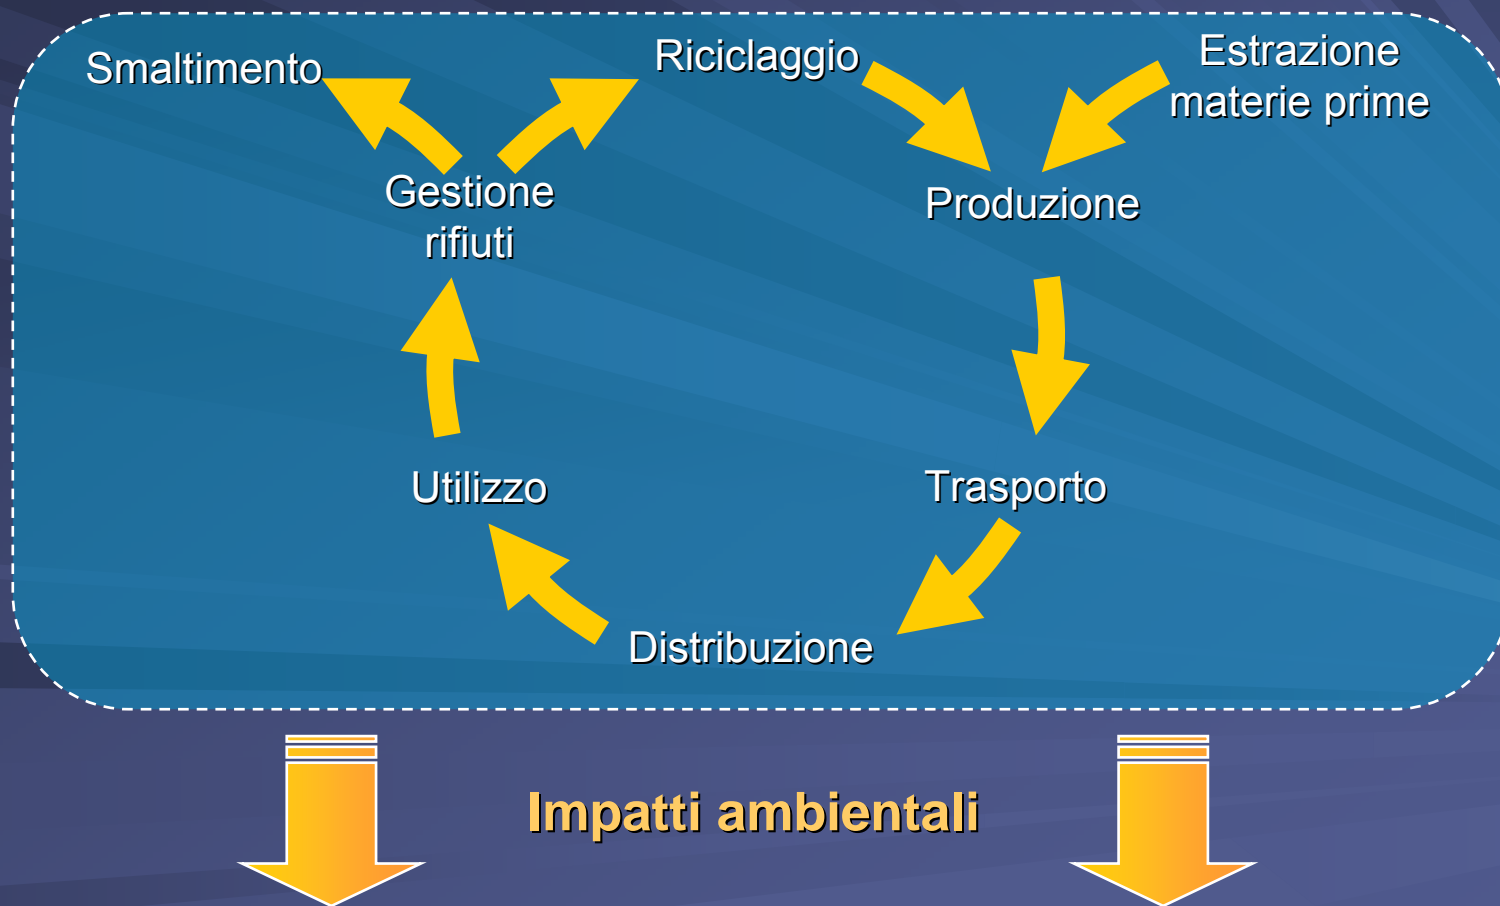 Smaltimento
Riciclaggio
Estrazione
materie prime
Gestione
rifiuti
Produzione
Utilizzo
Trasporto
Distribuzione
Impatti ambientali